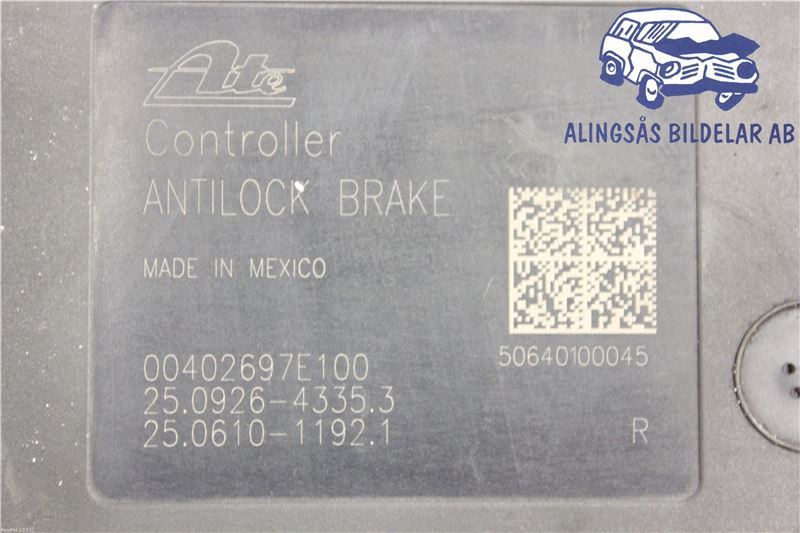 Ate
Controller
ANTILOCK BRAKE
MADE IN MEXICO
00402697E100
25.0926-4335.3
25.0610-1192.1
50640100045
R
ALINGSÅS BILDELAR AB